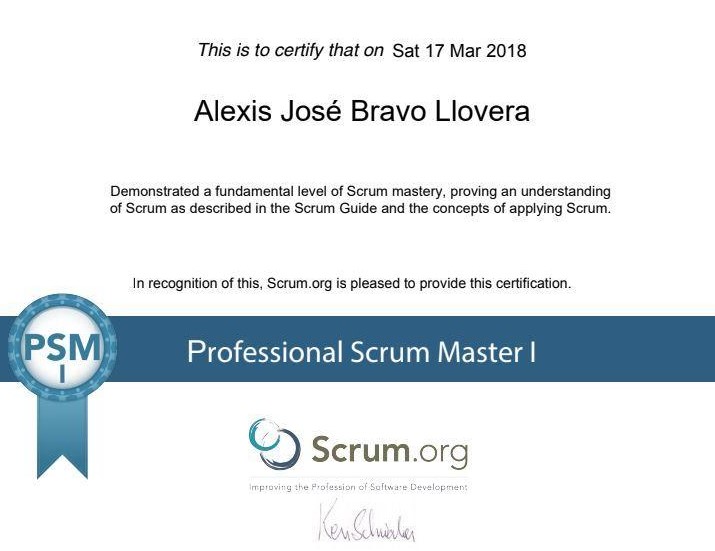 This is to certify that on Sat 17 Mar 2018
Alexis José Bravo Llovera
Demonstrated a fundamental level of Scrum mastery, proving an understanding
of Scrum as described in the Scrum Guide and the concepts of applying Scrum.
In recognition of this, Scrum.org is pleased to provide this certification.
PSM
I
Professional Scrum Master I
Scrum.org
Improving the Profession of Software Development
Ken Schwaber